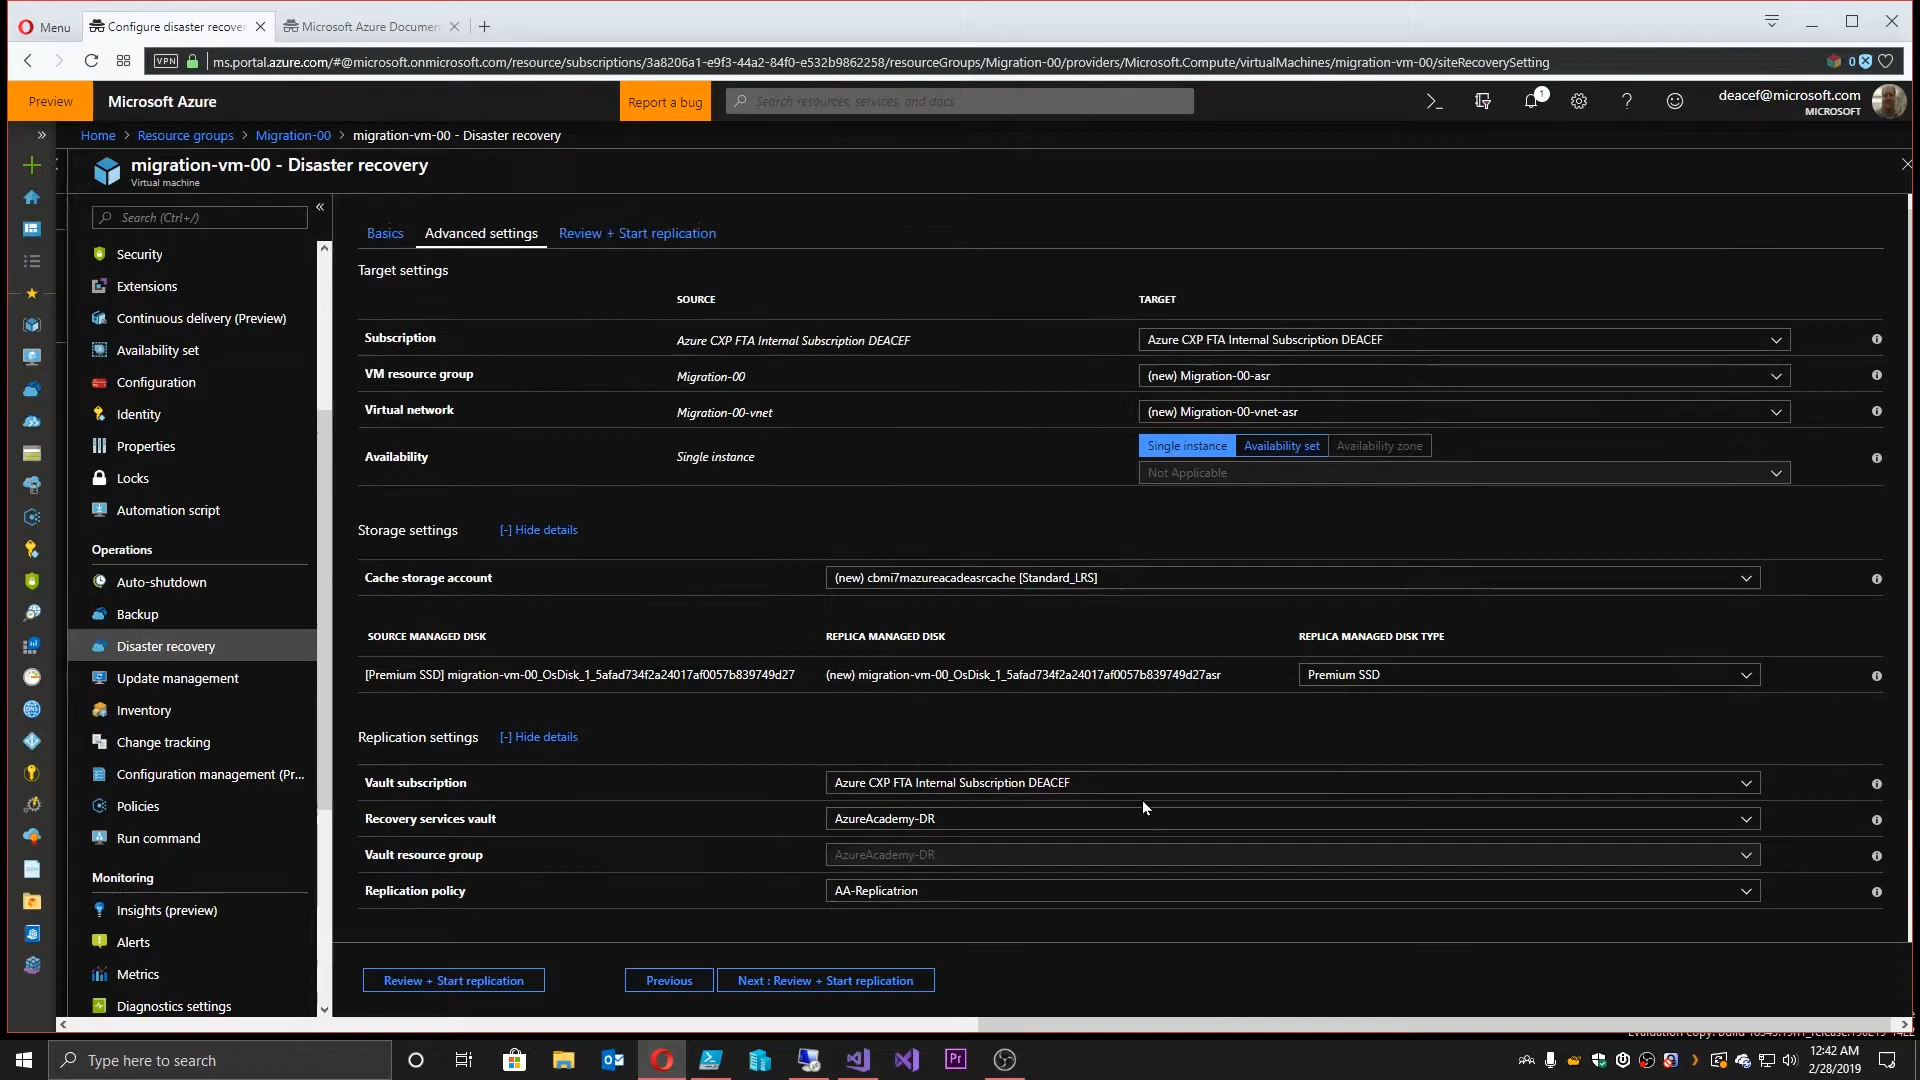 Menu
Configure disaster recover
Microsoft Azure Documen
VPN
ms.portal.azure.com/#@microsoft.onmicrosoft.com/resource/subscriptions/3a8206a1-e9f3-44a2-84f0-e532b9862258/resourceGroups/Migration-00/providers/Microsoft.Compute/virtualMachines/migration-vm-00/siteRecoverySetting
0
Preview
Microsoft Azure
Report a bug
Search resources, services, and docs
1
deacef@microsoft.com
MICROSOFT
Home > Resource groups > Migration-00 > migration-vm-00 - Disaster recovery
migration-vm-00 - Disaster recovery
Virtual machine
Search (Ctrl+/)
Security
Extensions
Continuous delivery (Preview)
Availability set
Configuration
Identity
Properties
Locks
Automation script
Operations
Auto-shutdown
Backup
Disaster recovery
Update management
Inventory
Change tracking
Configuration management (Pr...
Policies
Run command
Monitoring
Insights (preview)
Alerts
Metrics
Diagnostics settings
Basics Advanced settings Review + Start replication
Target settings
SOURCE TARGET
Subscription Azure CXP FTA Internal Subscription DEACEF Azure CXP FTA Internal Subscription DEACEF
VM resource group Migration-00 (new) Migration-00-asr
Virtual network Migration-00-vnet (new) Migration-00-vnet-asr
Availability Single instance Single instance Availability set Availability zone
Not Applicable
Storage settings [-] Hide details
Cache storage account (new) cbmi7mazureacadeasrcache [Standard_LRS]
SOURCE MANAGED DISK REPLICA MANAGED DISK REPLICA MANAGED DISK TYPE
[Premium SSD] migration-vm-00_OsDisk_1_5afad734f2a24017af0057b839749d27 (new) migration-vm-00_OsDisk_1_5afad734f2a24017af0057b839749d27asr Premium SSD
Replication settings [-] Hide details
Vault subscription Azure CXP FTA Internal Subscription DEACEF
Recovery services vault AzureAcademy-DR
Vault resource group AzureAcademy-DR
Replication policy AA-Replicatrion
Review + Start replication Previous Next : Review + Start replication
Type here to search
Pr
12:42 AM
2/28/2019